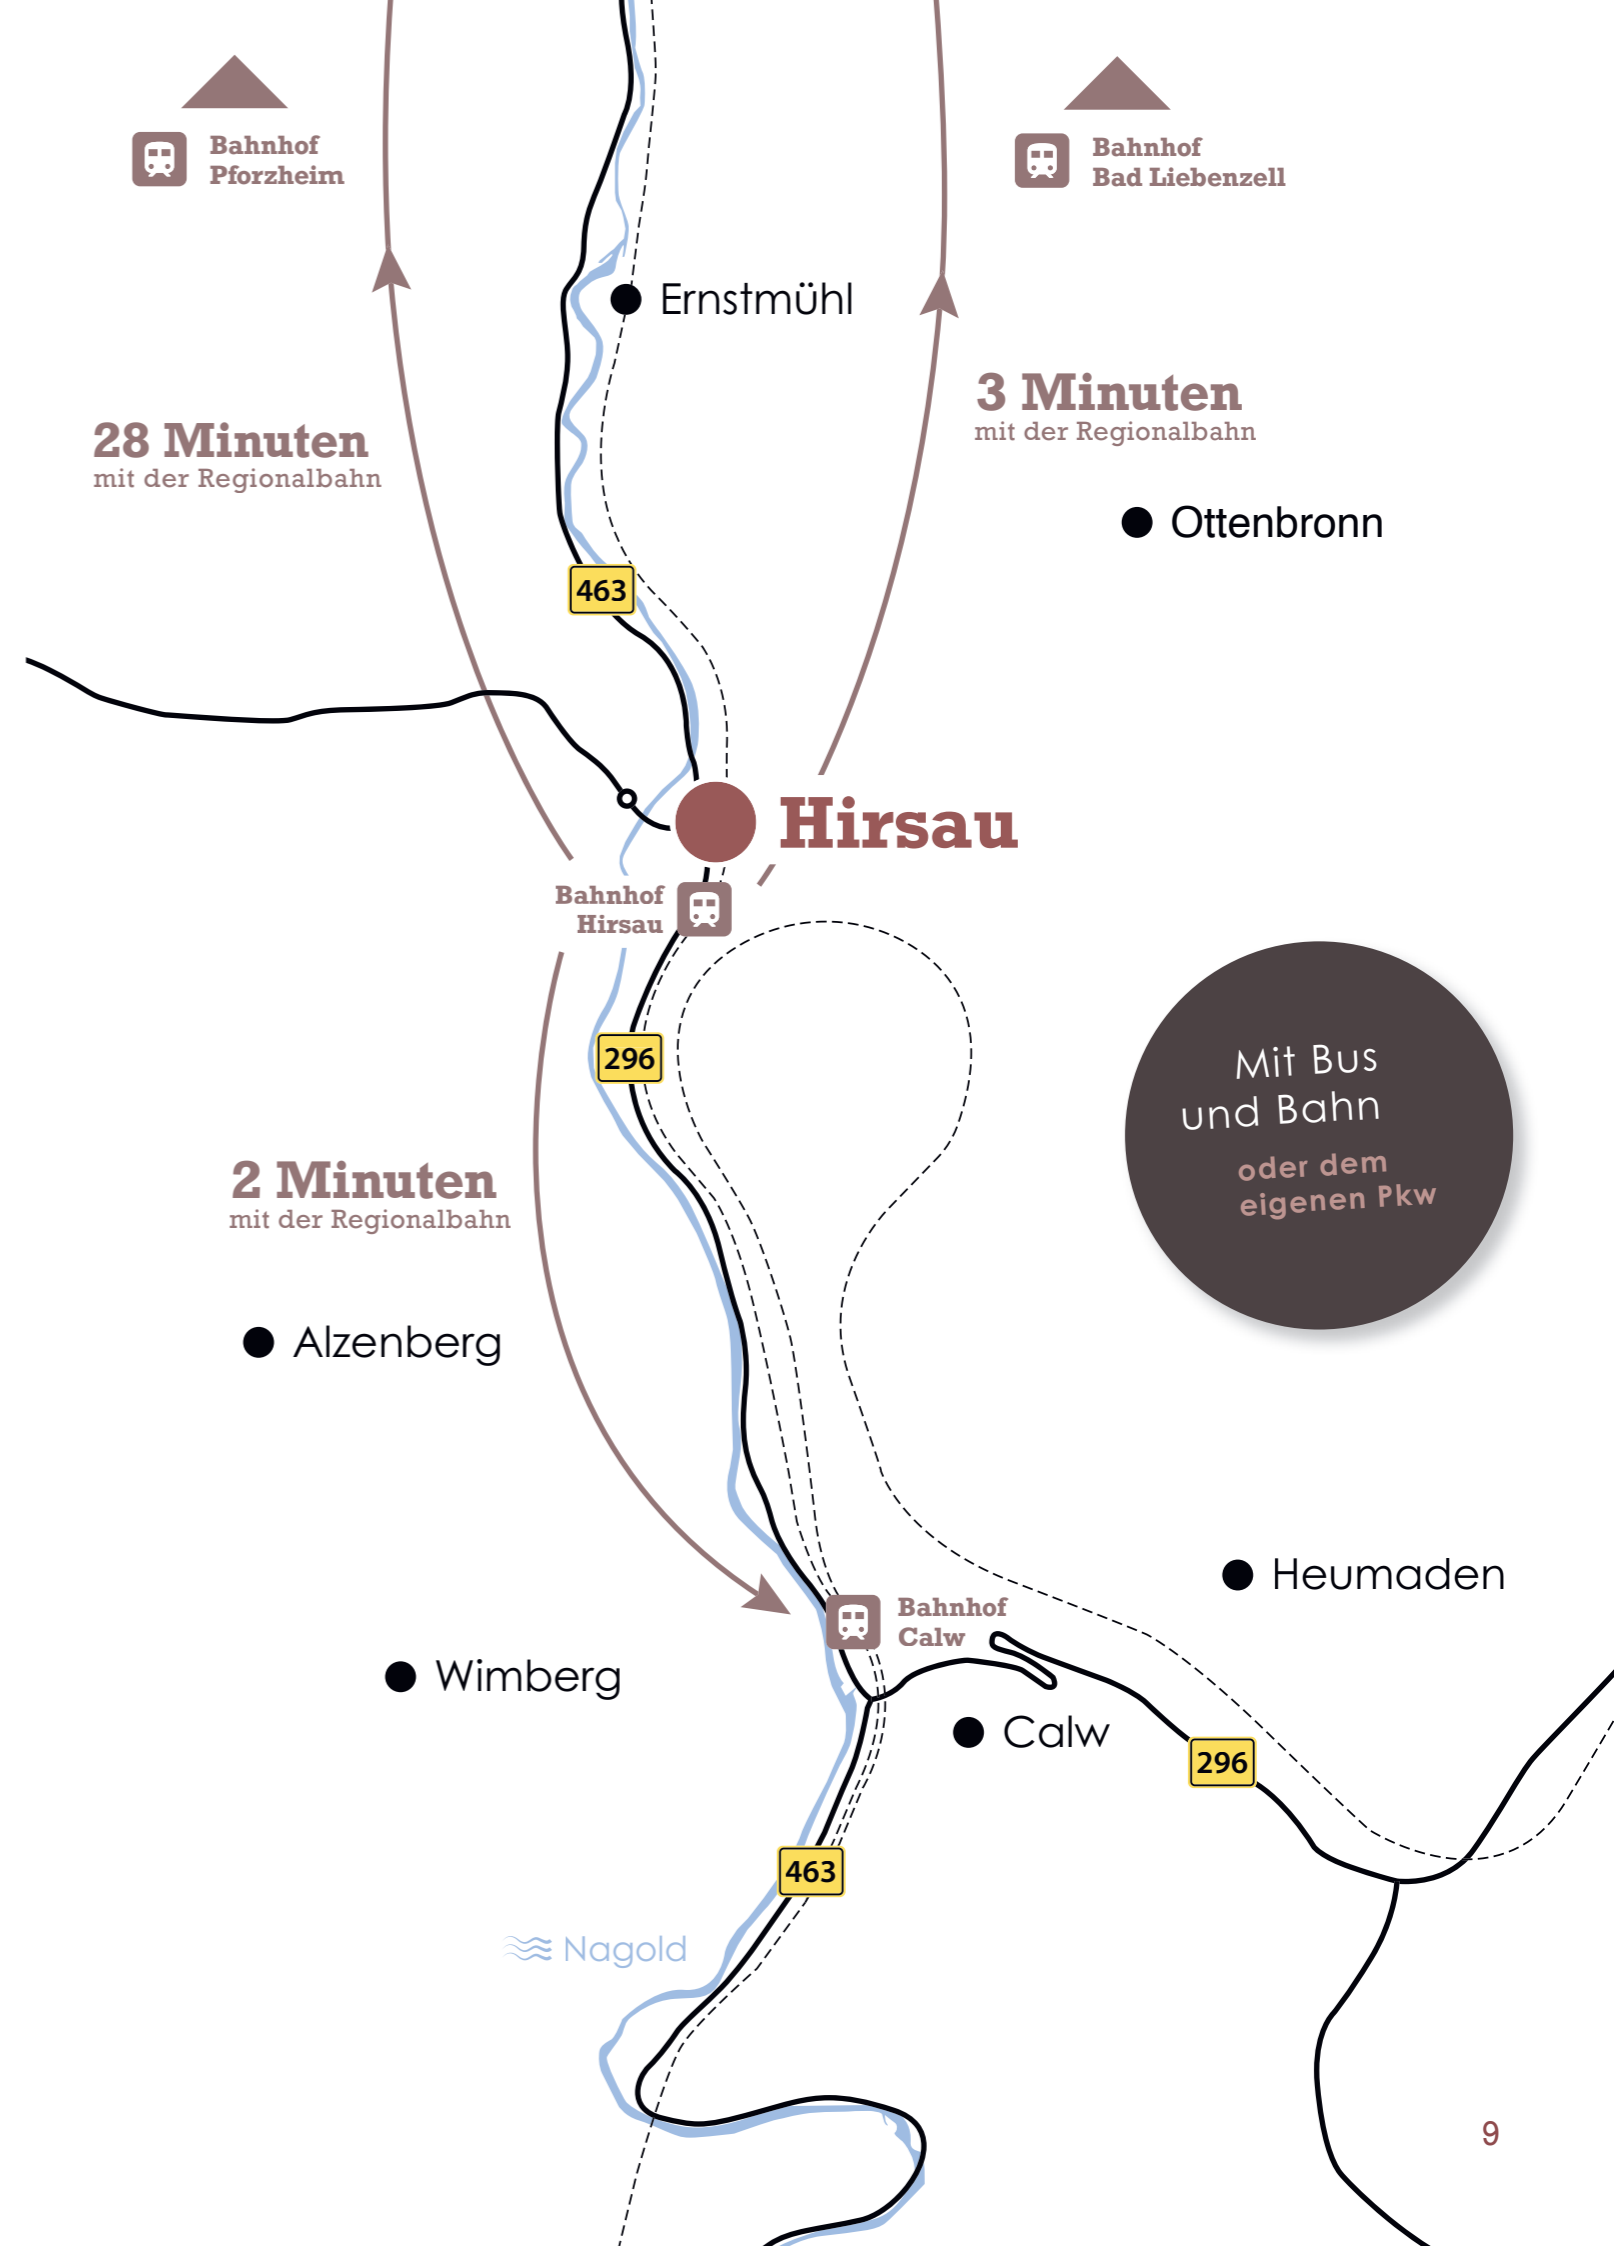 Bahnhof
Pforzheim
Bahnhof
Bad Liebenzell
Ernstmühl
3 Minuten
mit der Regionalbahn
28 Minuten
mit der Regionalbahn
Ottenbronn
463
Hirsau
Bahnhof
Hirsau
296
Mit Bus
und Bahn
oder dem
eigenen Pkw
2 Minuten
mit der Regionalbahn
Alzenberg
Heumaden
Bahnhof
Calw
Wimberg
Calw
296
463
Nagold
9